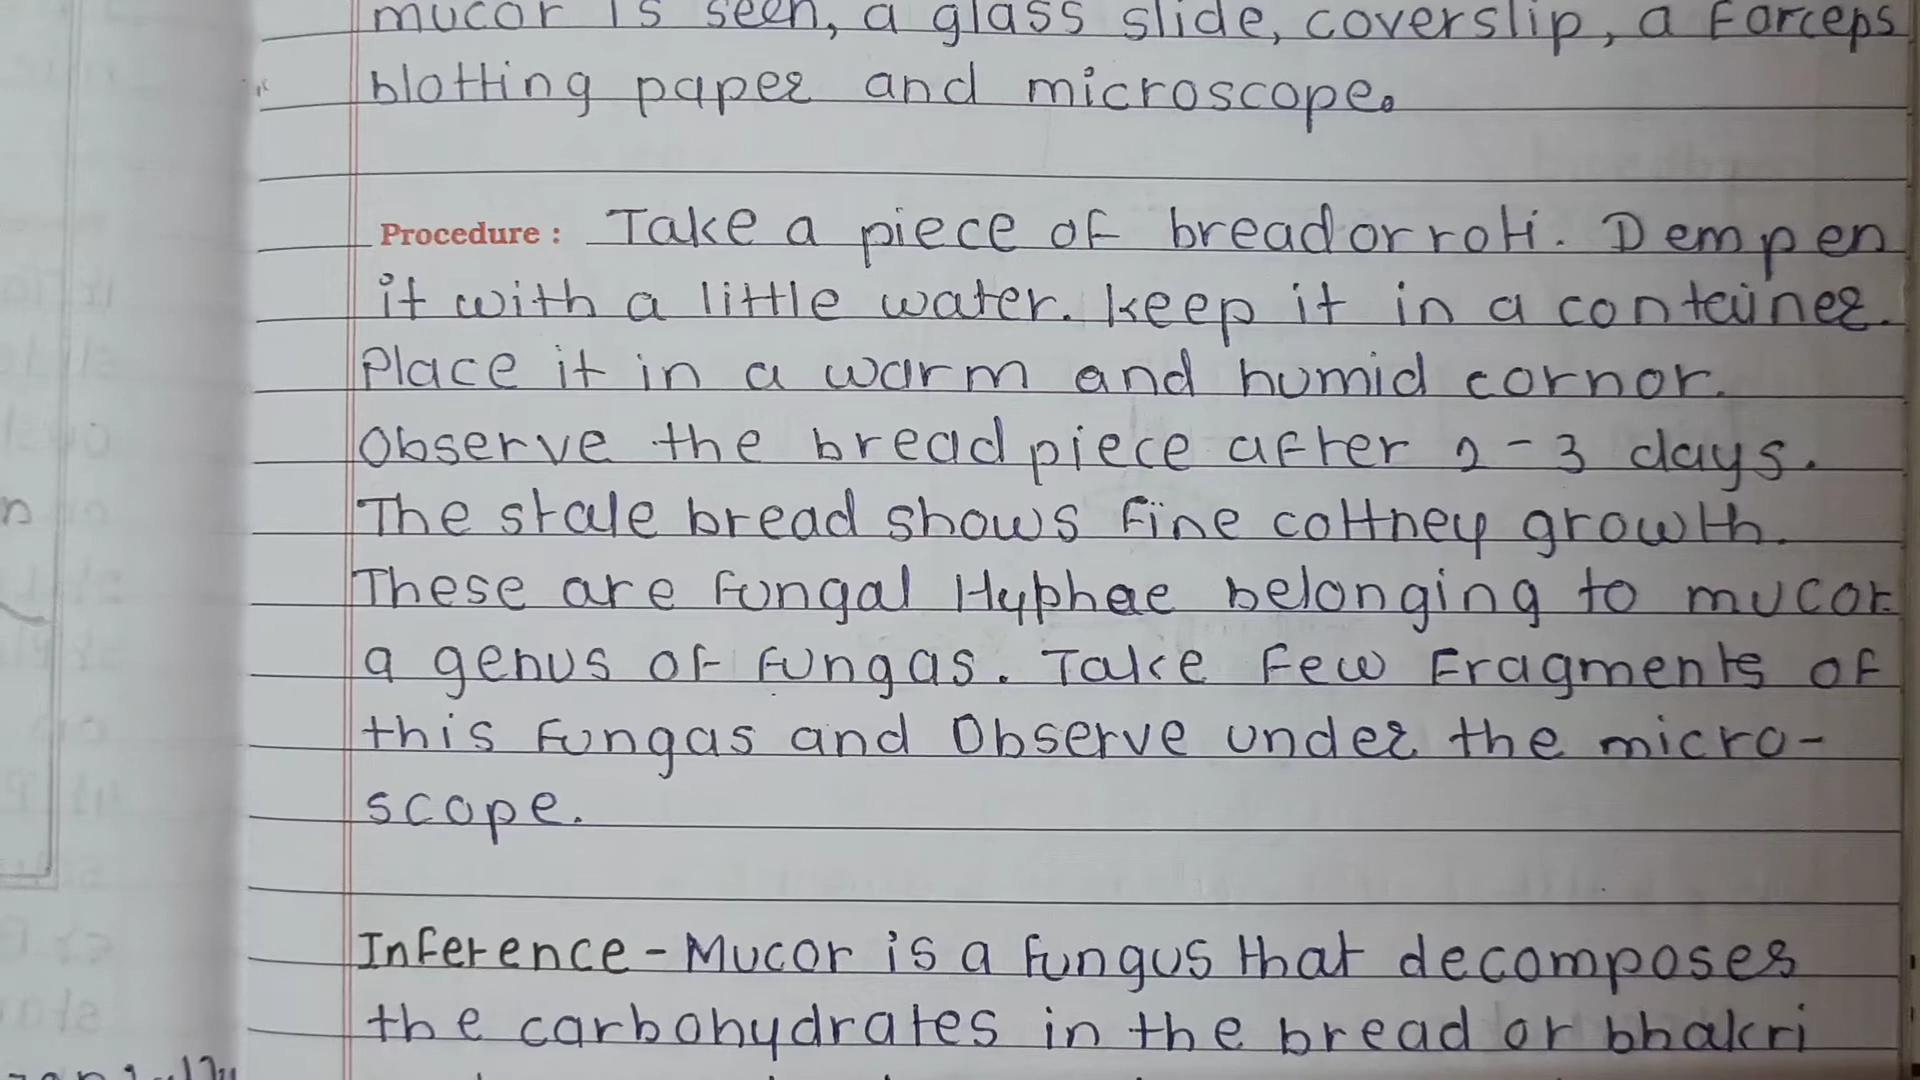 mucor is seen, a glass slide, coverslip, a Forceps
blotting paper and microscope.
Procedure : Take a piece of bread or roti. Dempen
it with a little water. keep it in a container.
Place it in a warm and humid cornor.
Observe the bread piece after 2-3 days.
The stale bread shows fine cottney growth.
These are fungal Hyphae belonging to mucor
a genus of fungas. Take Few Fragments of
this fungas and Observe under the micro-
scope.
Inference - Mucor is a fungus that decomposes
the carbohydrates in the bread or bhakri